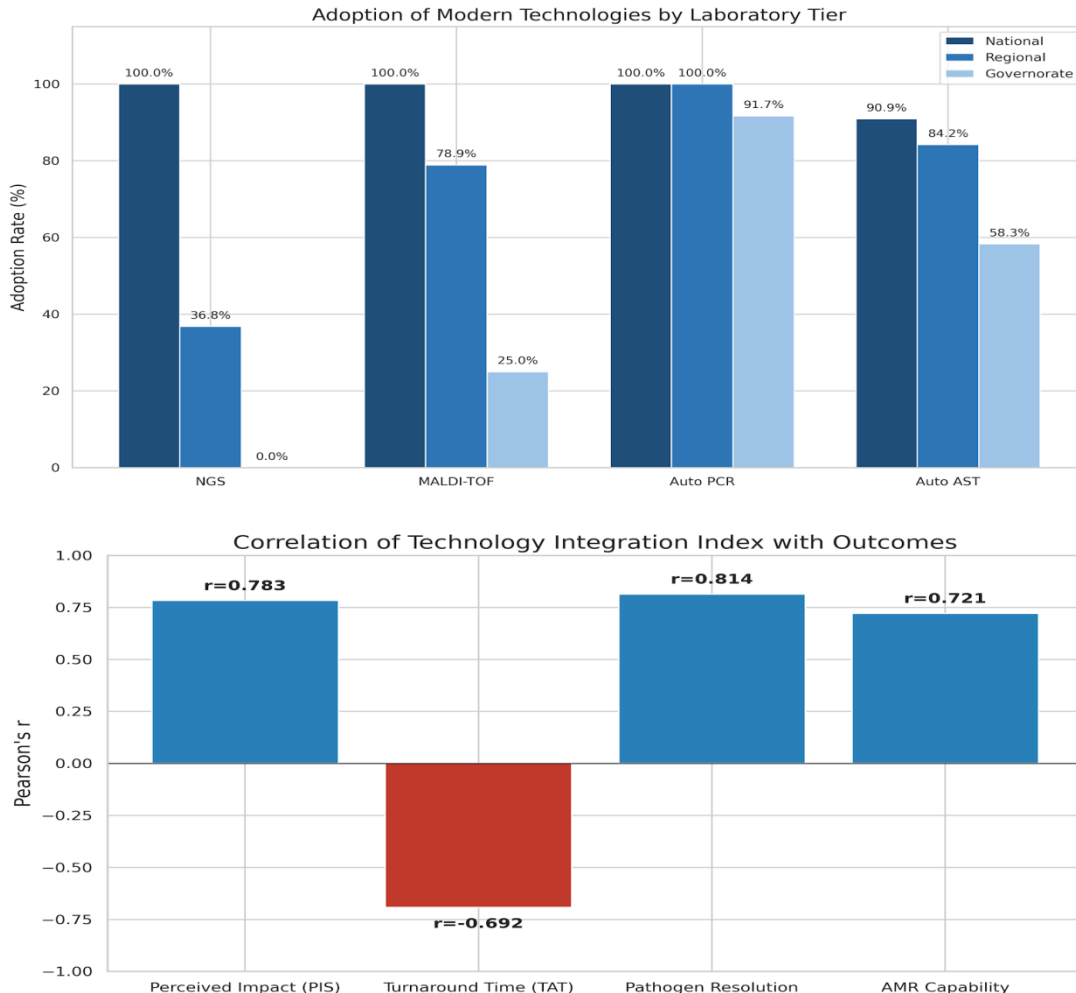 Adoption of Modern Technologies by Laboratory Tier
National
Regional
Governorate
Adoption Rate (%)
100
80
60
40
20
0
100.0%
36.8%
0.0%
100.0%
78.9%
25.0%
100.0%
100.0%
91.7%
90.9%
84.2%
58.3%
NGS
MALDI-TOF
Auto PCR
Auto AST
Correlation of Technology Integration Index with Outcomes
Pearson's r
1.00
0.75
0.50
0.25
0.00
−0.25
−0.50
−0.75
−1.00
r=0.783
r=-0.692
r=0.814
r=0.721
Perceived Impact (PIS)
Turnaround Time (TAT)
Pathogen Resolution
AMR Capability